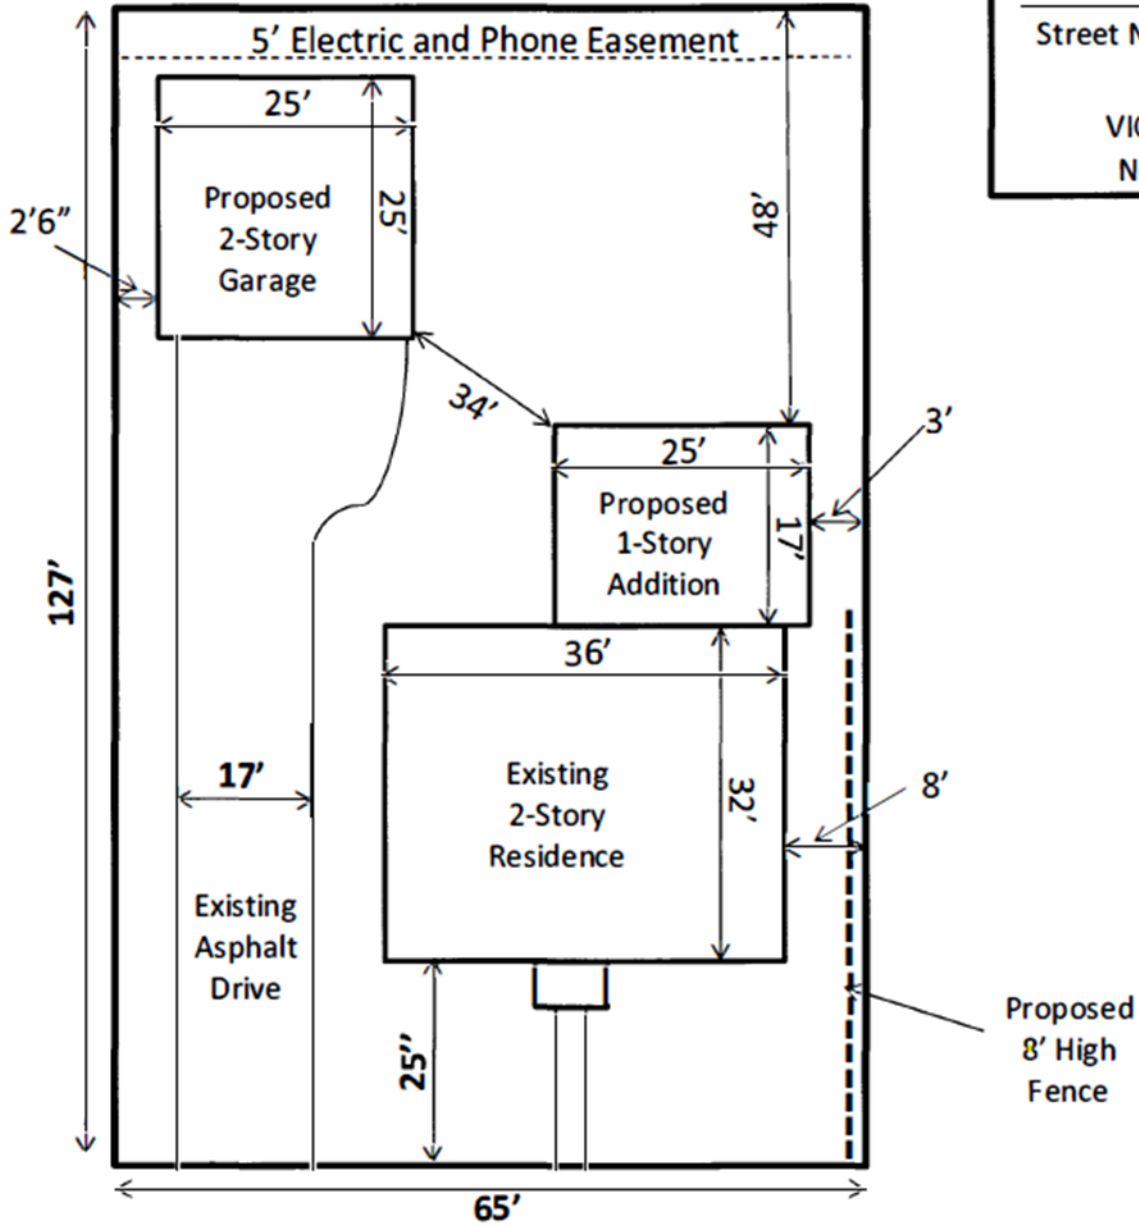 5’ Electric and Phone Easement
Street N
25’
VIC
N
Proposed
2-Story
Garage
25’
2’6”
48’
34’
3’
25’
Proposed
1-Story
Addition
17’
127’
36’
Existing
2-Story
Residence
32’
17’
8’
Existing
Asphalt
Drive
25’’
Proposed
8’ High
Fence
65’